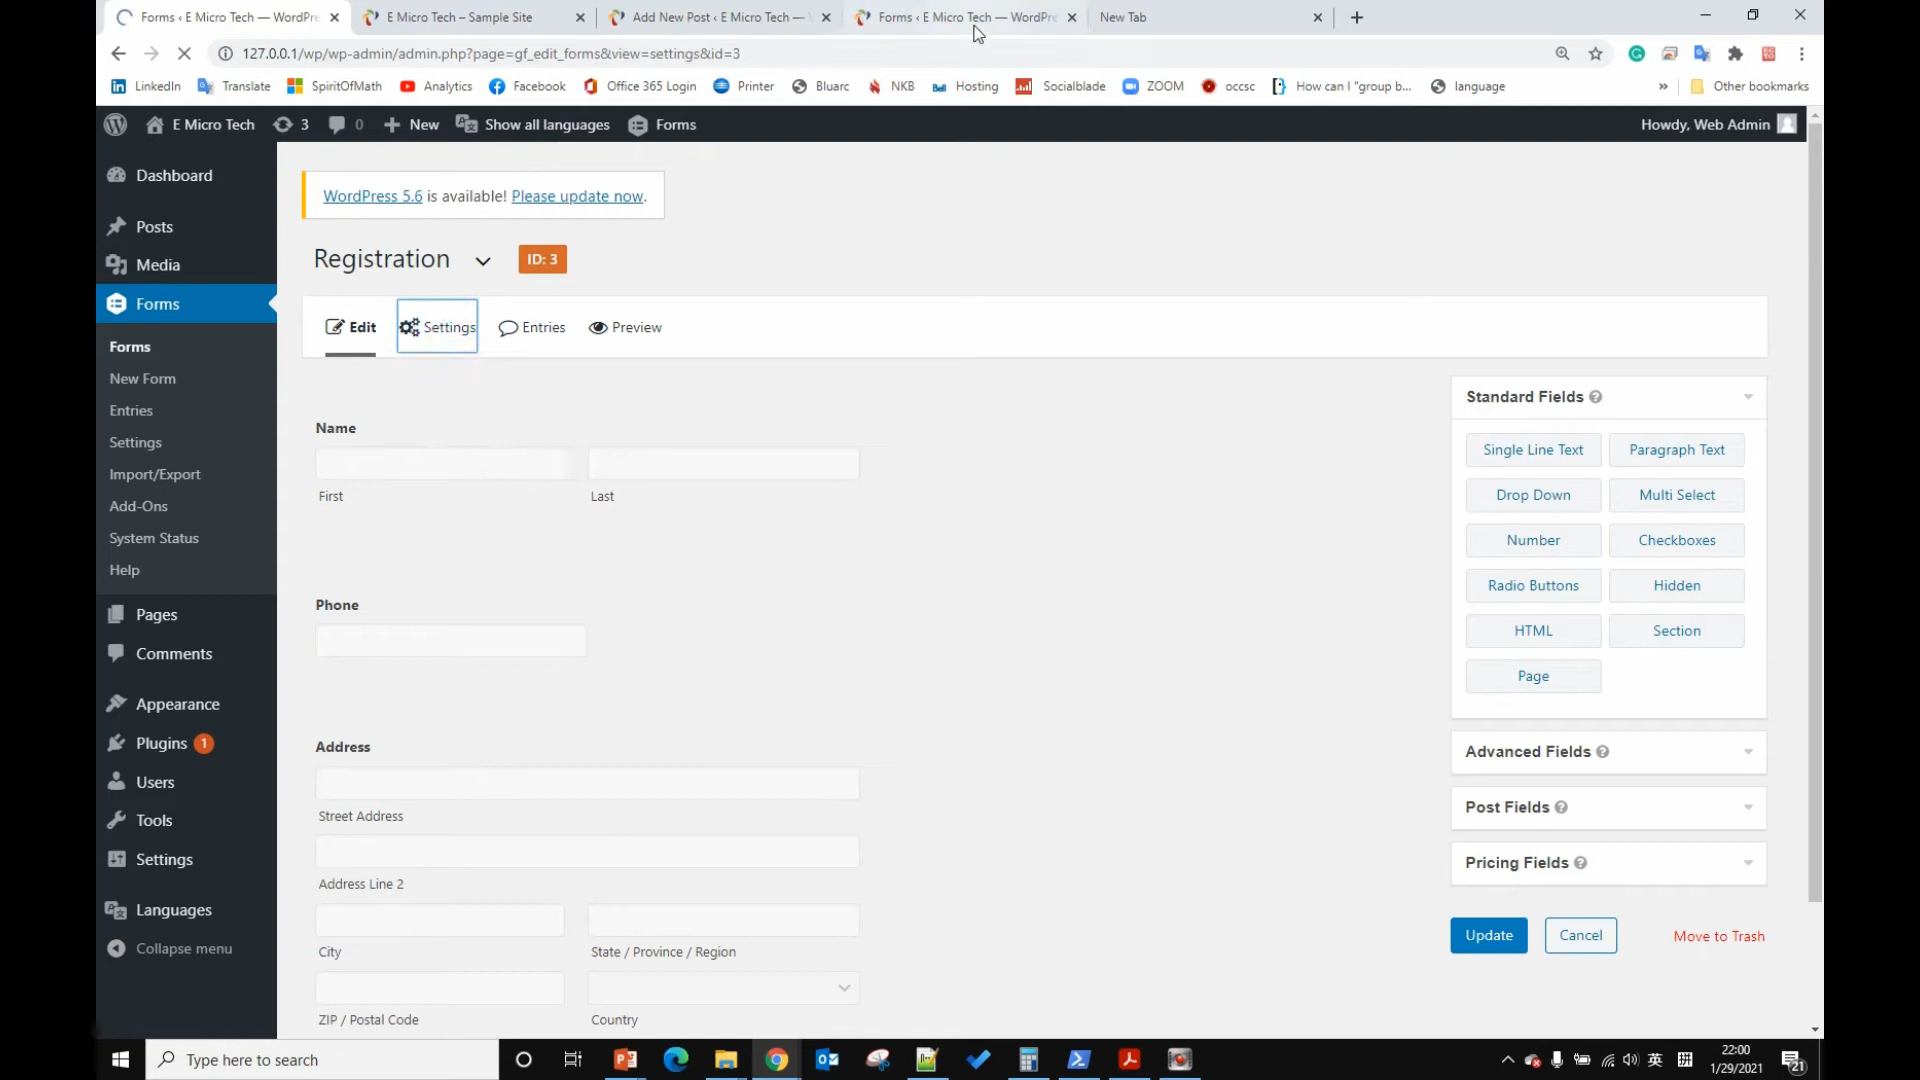 Forms ‹ E Micro Tech — WordPre
E Micro Tech – Sample Site
Add New Post ‹ E Micro Tech —
Forms ‹ E Micro Tech — WordPre
New Tab
127.0.0.1/wp/wp-admin/admin.php?page=gf_edit_forms&view=settings&id=3
LinkedIn Translate SpiritOfMath Analytics Facebook Office 365 Login Printer Bluarc NKB Hosting Socialblade ZOOM occsc How can I "group b... language » Other bookmarks
E Micro Tech 3 0 New Show all languages Forms Howdy, Web Admin
Dashboard
Posts
Media
Forms
Forms
New Form
Entries
Settings
Import/Export
Add-Ons
System Status
Help
Pages
Comments
Appearance
Plugins 1
Users
Tools
Settings
Languages
Collapse menu
WordPress 5.6 is available! Please update now.
Registration ID: 3
Edit Settings Entries Preview
Name
First Last
Phone
Address
Street Address
Address Line 2
City State / Province / Region
ZIP / Postal Code Country
Standard Fields
Single Line Text Paragraph Text
Drop Down Multi Select
Number Checkboxes
Radio Buttons Hidden
HTML Section
Page
Advanced Fields
Post Fields
Pricing Fields
Update Cancel Move to Trash
Type here to search
英
22:00
1/29/2021
21